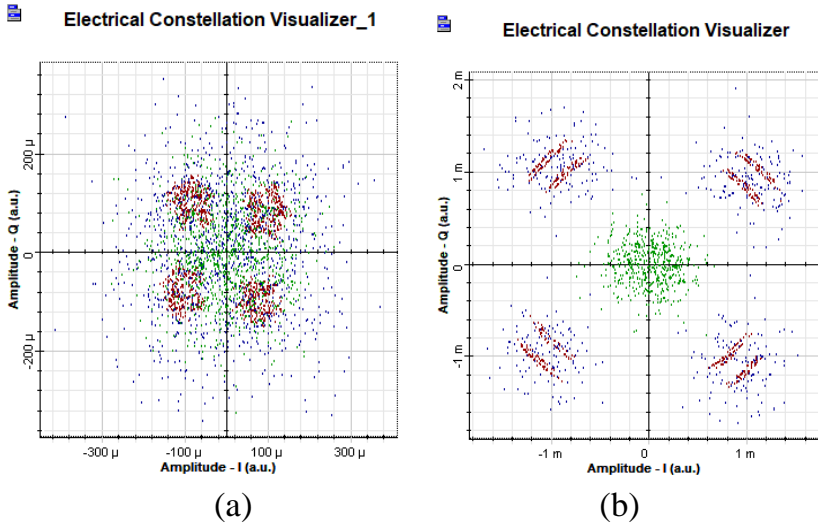 Electrical Constellation Visualizer_1
Amplitude - Q (a.u.)
200 µ
0
-200 µ
-300 µ
-100 µ
100 µ
300 µ
Amplitude - I (a.u.)
(a)
Electrical Constellation Visualizer
Amplitude - Q (a.u.)
2 m
1 m
0
-1 m
-1 m
0
1 m
Amplitude - I (a.u.)
(b)